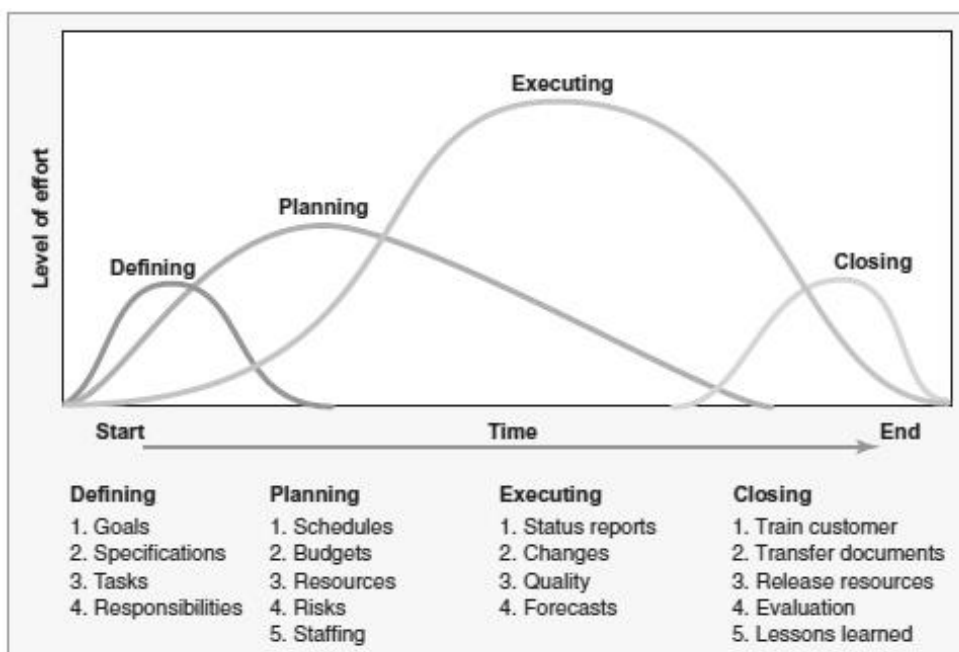 Executing
Planning
Defining
Closing
Level of effort
Start
Time
End
Defining
1. Goals
2. Specifications
3. Tasks
4. Responsibilities
Planning
1. Schedules
2. Budgets
3. Resources
4. Risks
5. Staffing
Executing
1. Status reports
2. Changes
3. Quality
4. Forecasts
Closing
1. Train customer
2. Transfer documents
3. Release resources
4. Evaluation
5. Lessons learned